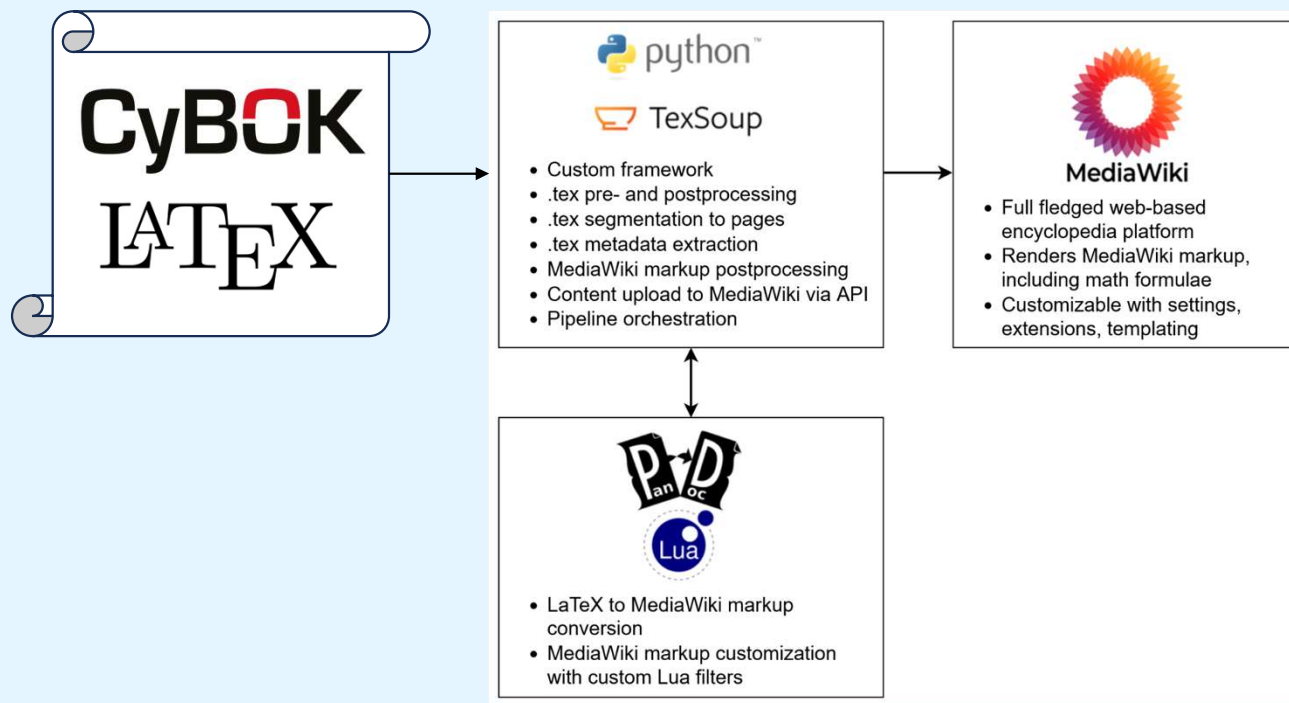 CyBOK
LATEX
python™
TexSoup
• Custom framework
• .tex pre- and postprocessing
• .tex segmentation to pages
• .tex metadata extraction
• MediaWiki markup postprocessing
• Content upload to MediaWiki via API
• Pipeline orchestration
MediaWiki
• Full fledged web-based
encyclopedia platform
• Renders MediaWiki markup,
including math formulae
• Customizable with settings,
extensions, templating
Pan Doc
Lua
• LaTeX to MediaWiki markup
conversion
• MediaWiki markup customization
with custom Lua filters